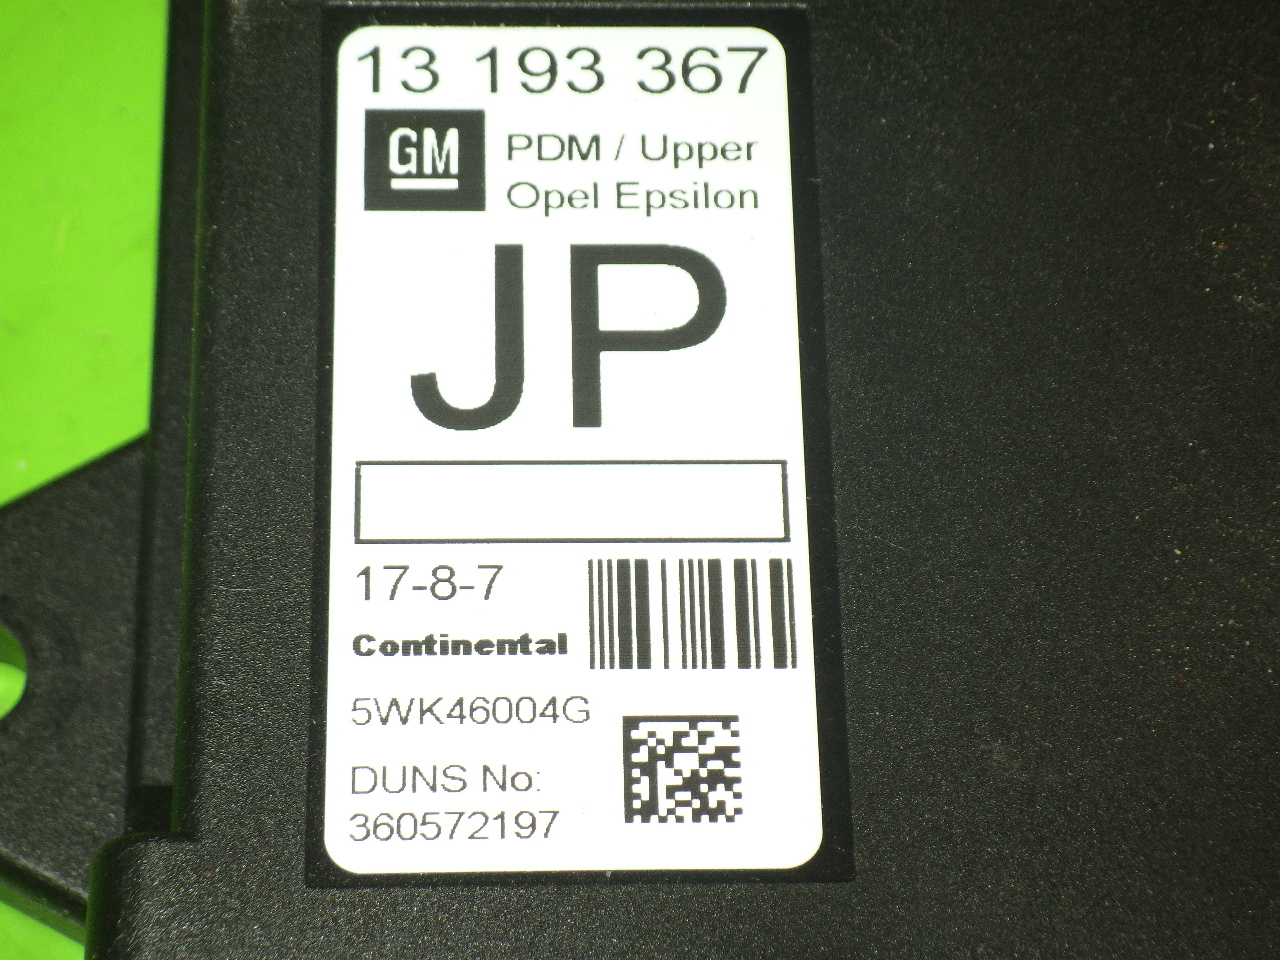 13 193 367
GM
PDM / Upper
Opel Epsilon
JP
17-8-7
Continental
5WK46004G
DUNS No:
360572197